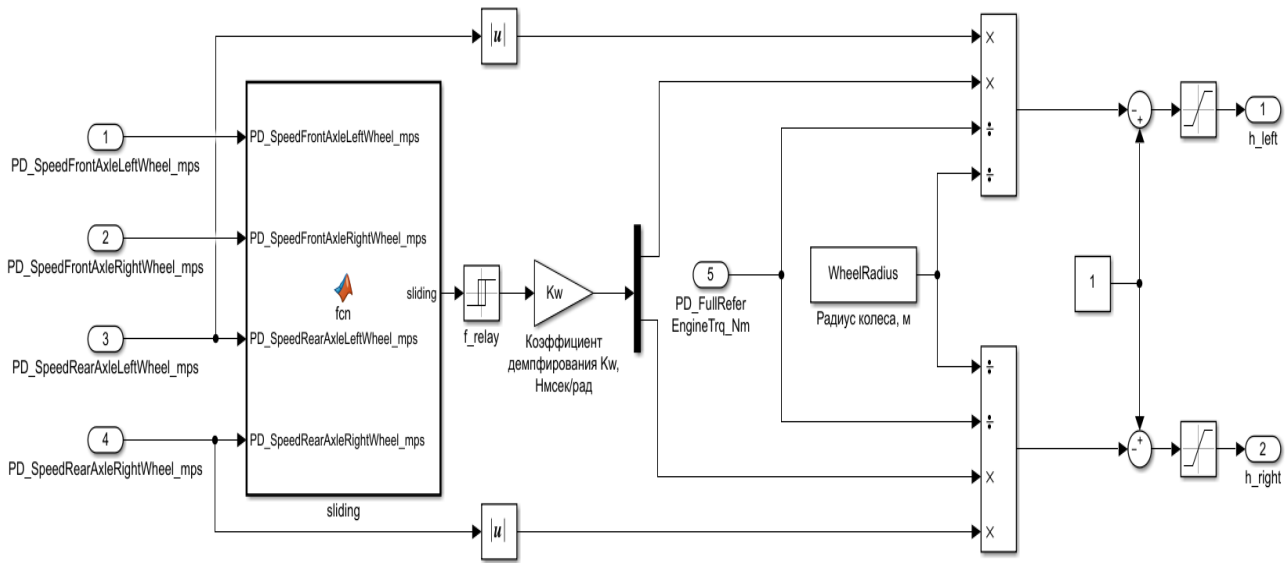 |u|
1
PD_SpeedFrontAxleLeftWheel_mps
2
PD_SpeedFrontAxleRightWheel_mps
3
PD_SpeedRearAxleLeftWheel_mps
4
PD_SpeedRearAxleRightWheel_mps
PD_SpeedFrontAxleLeftWheel_mps
PD_SpeedFrontAxleRightWheel_mps
fcn
sliding
PD_SpeedRearAxleLeftWheel_mps
PD_SpeedRearAxleRightWheel_mps
sliding
f_relay
Kw
Коэффициент
демпфирования Kw,
Нмсек/рад
5
PD_FullRefer
EngineTrq_Nm
WheelRadius
Радиус колеса, м
×
×
÷
÷
÷
÷
×
×
|u|
1
−
+
−
+
1
h_left
2
h_right